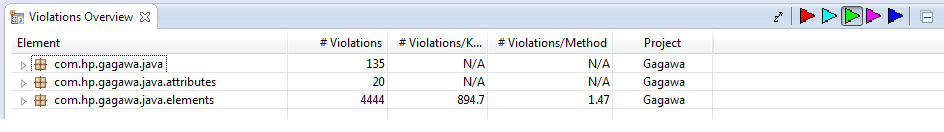 Violations Overview
Element # Violations # Violations/K... # Violations/Method Project
com.hp.gagawa.java 135 N/A N/A Gagawa
com.hp.gagawa.java.attributes 20 N/A N/A Gagawa
com.hp.gagawa.java.elements 4444 894.7 1.47 Gagawa